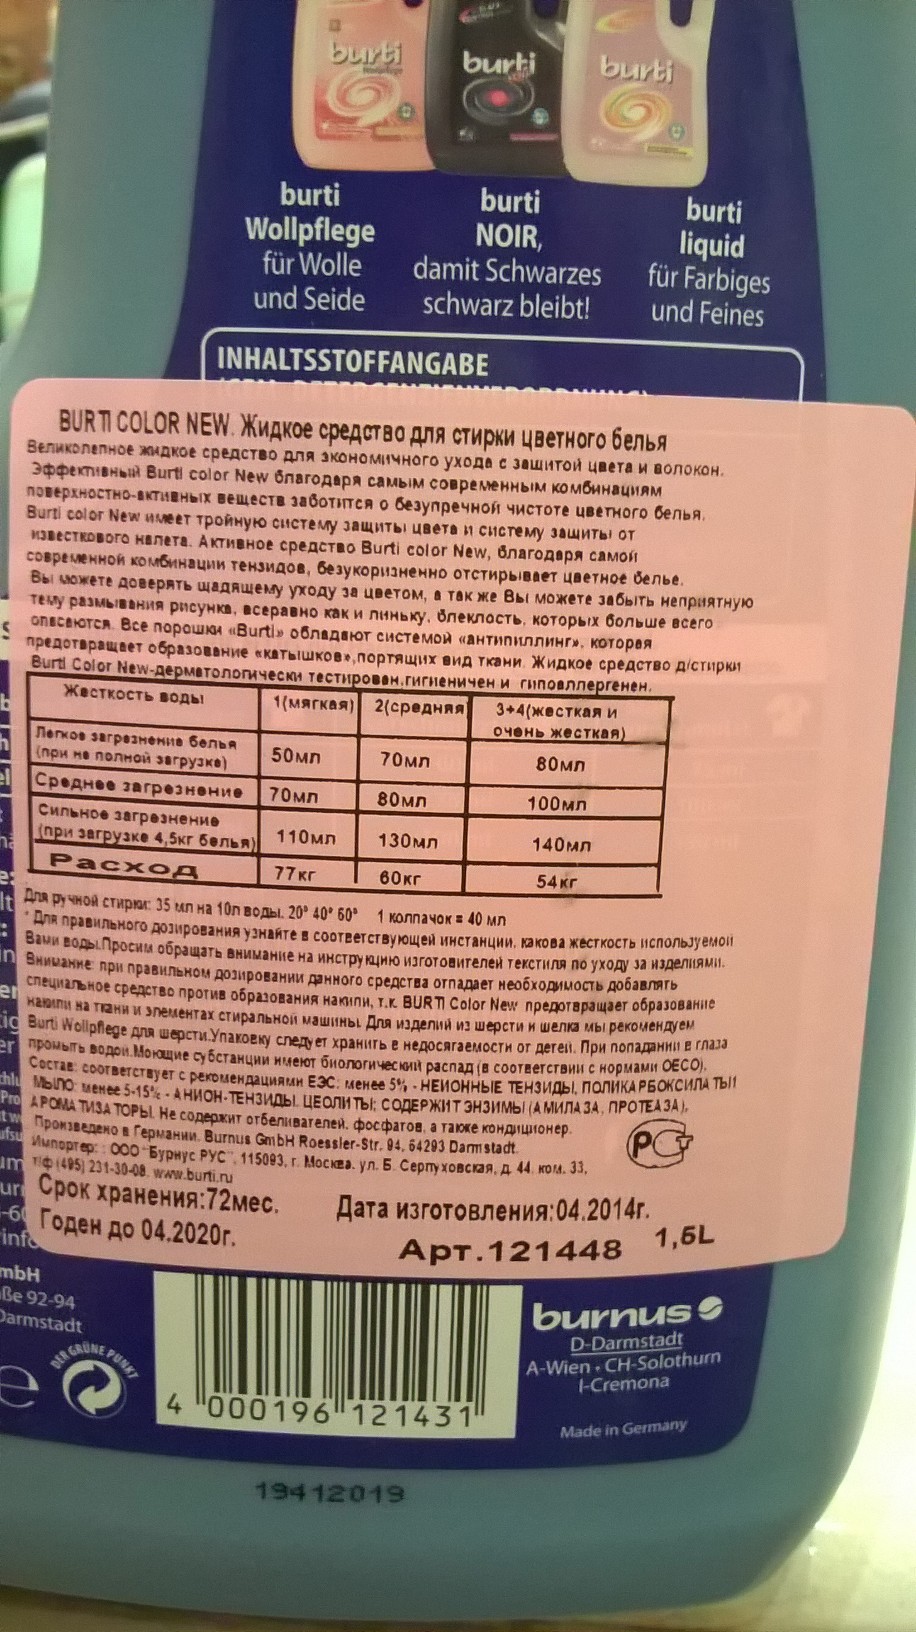 burti
burti
burti
burti
Wollpflege
für Wolle
und Seide
burti
NOIR,
damit Schwarzes
schwarz bleibt!
burti
liquid
für Farbiges
und Feines
INHALTSSTOFFANGABE
BURTI COLOR NEW. Жидкое средство для стирки цветного белья
Великолепное жидкое средство для экономичного ухода с защитой цвета и волокон.
Эффективный Burti color New благодаря самым современным комбинациям
поверхностно-активных веществ заботится о безупречной чистоте цветного белья.
Burti color New имеет тройную систему защиты цвета и систему защиты от
известкового налета. Активное средство Burti color New, благодаря самой
современной комбинации тензидов, безукоризненно отстирывает цветное белье.
Вы можете доверять щадящему уходу за цветом, а так же Вы можете забыть неприятную
тему размывания рисунка, всеравно как и линьку, блеклость, которых больше всего
опасаются. Все порошки «Burti» обладают системой «антипиллинг», которая
предотвращает образование «катышков», портящих вид ткани. Жидкое средство д/стирки
Burti Color New-дерматологически тестирован, гигиеничен и гипоаллергенен.
Жесткость воды 1(мягкая) 2(средняя) 3+4(жесткая и очень жесткая)
Легкое загрезнение белья (при не полной загрузке) 50мл 70мл 80мл
Среднее загрезнение 70мл 80мл 100мл
Сильное загрезнение (при загрузке 4,5кг белья) 110мл 130мл 140мл
Расход 77кг 60кг 54кг
Для ручной стирки: 35 мл на 10л воды. 20° 40° 60° 1 колпачок = 40 мл
* Для правильного дозирования узнайте в соответствующей инстанции, какова жесткость используемой
Вами воды.Просим обращать внимание на инструкцию изготовителей текстиля по уходу за изделиями.
Внимание: при правильном дозировании данного средства отпадает необходимость добавлять
специальное средство против образования накипи, т.к. BURTI Color New предотвращает образование
накипи на ткани и элементах стиральной машины. Для изделий из шерсти и шелка мы рекомендуем
Burti Wollpflege для шерсти.Упаковку следует хранить в недосягаемости от детей. При попадании в глаза
промыть водой.Моющие субстанции имеют биологический распад (в соответствии с нормами ОЕСО).
Состав: соответствует с рекомендациями ЕЭС: менее 5% - НЕИОННЫЕ ТЕНЗИДЫ, ПОЛИКАРБОКСИЛАТЫ
МЫЛО: менее 5-15% - АНИОН-ТЕНЗИДЫ. ЦЕОЛИТЫ; СОДЕРЖИТ ЭНЗИМЫ (АМИЛАЗА, ПРОТЕАЗА),
АРОМАТИЗАТОРЫ. Не содержит отбеливателей, фосфатов, а также кондиционер.
Произведено в Германии. Burnus GmbH Roessler-Str. 94, 64293 Darmstadt.
Импортер: : ООО "Бурнус РУС", 115093, г. Москва, ул. Б. Серпуховская, д. 44, ком. 33,
т/ф (495) 231-30-08. www.burti.ru
РСТ
Срок хранения:72мес. Дата изготовления:04.2014г.
Годен до 04.2020г. Арт.121448 1,5L
mbH
ße 92-94
Darmstadt
DER GRÜNE PUNKT
e
4 000196 121431
burnus
D-Darmstadt
A-Wien · CH-Solothurn
I-Cremona
Made in Germany
19412019